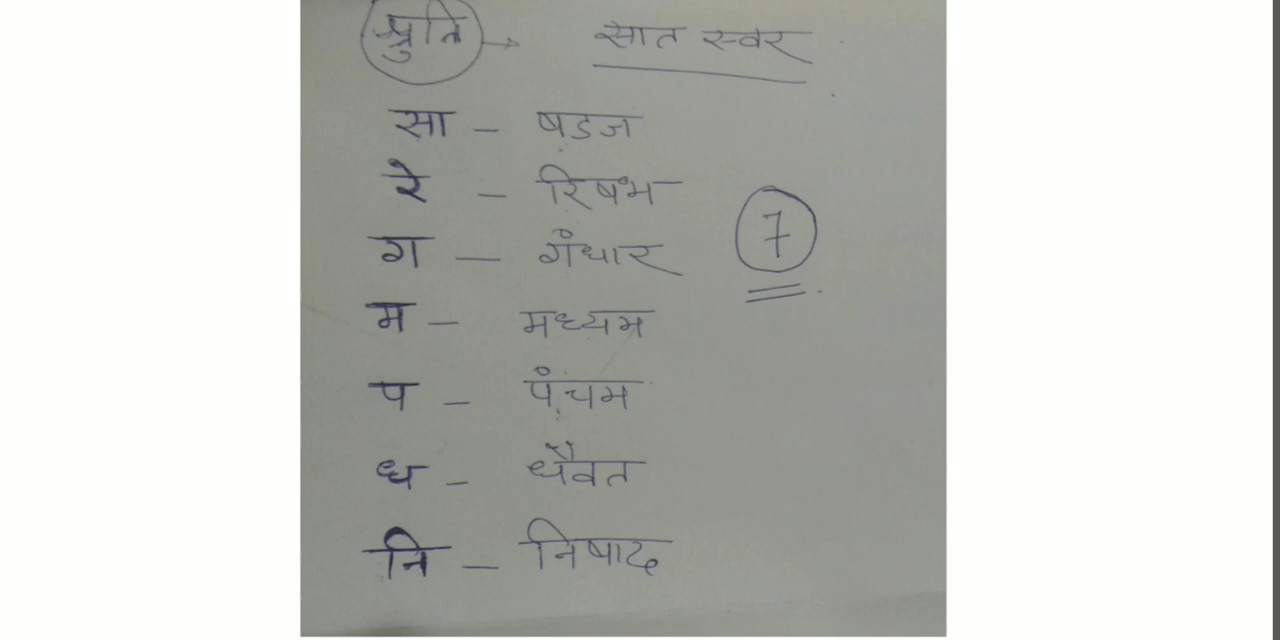 श्रुति → सात स्वर
सा – षडज
रे – रिषभ
ग – गंधार
7
म – मध्यम
प – पंचम
ध – धैवत
नि – निषाद